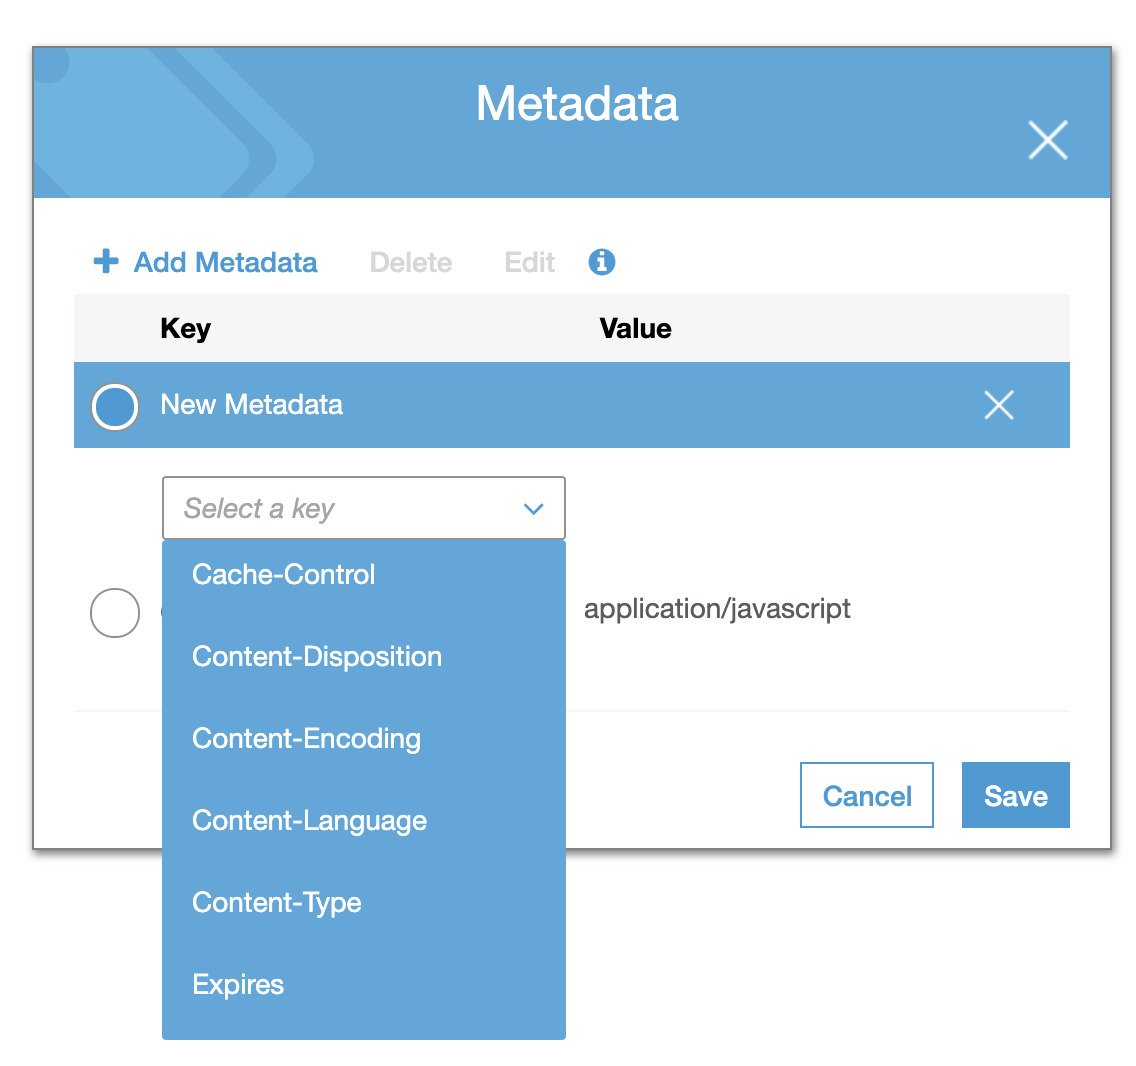 Metadata
Add Metadata Delete Edit
Key Value
New Metadata
Select a key
Cache-Control
application/javascript
Content-Disposition
Content-Encoding
Cancel Save
Content-Language
Content-Type
Expires